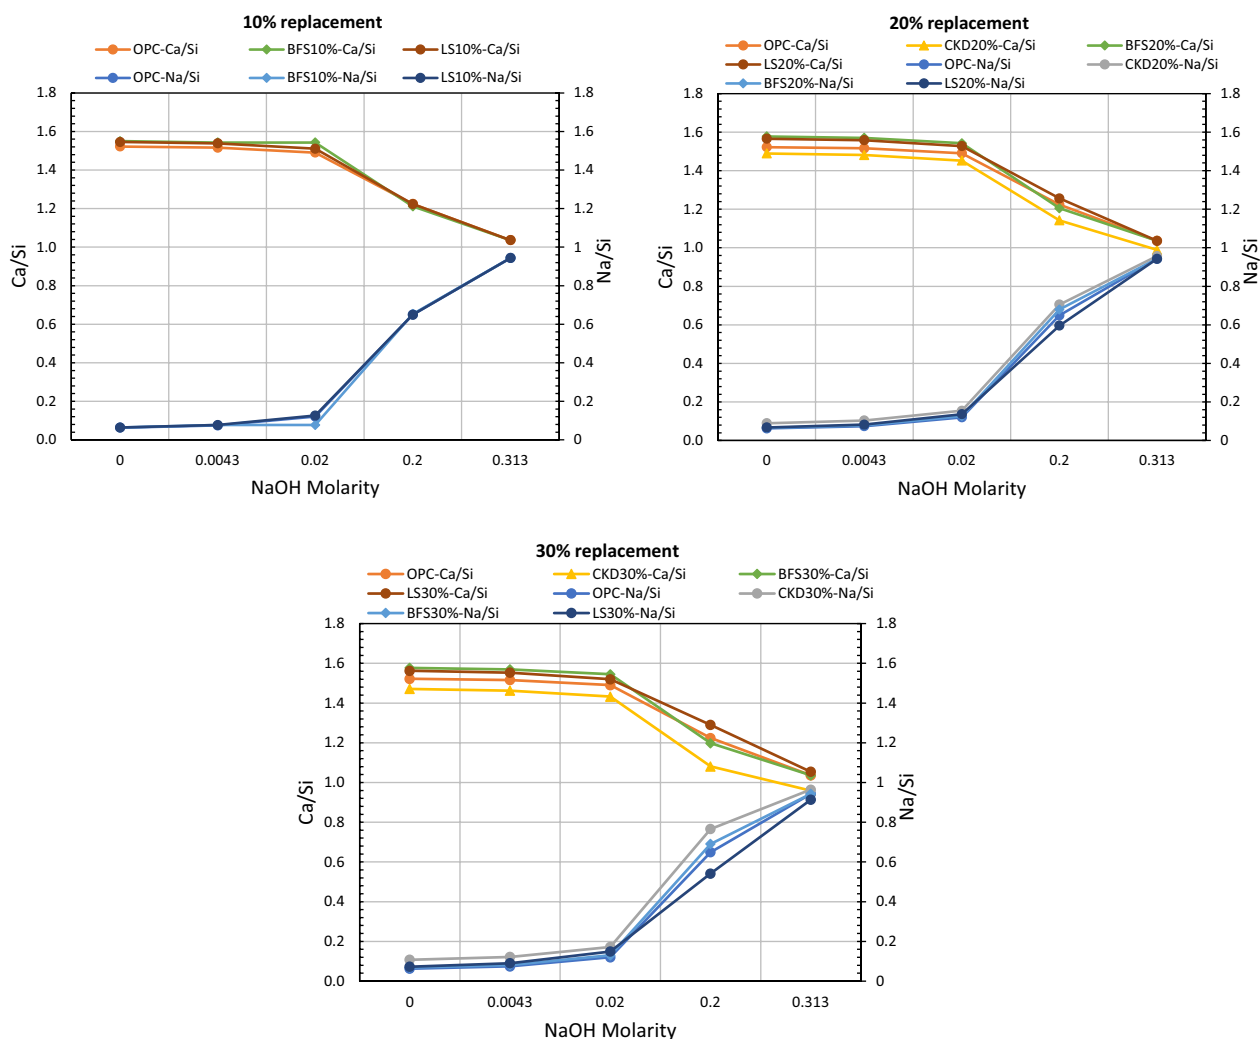 10% replacement
OPC-Ca/Si BFS10%-Ca/Si LS10%-Ca/Si
OPC-Na/Si BFS10%-Na/Si LS10%-Na/Si
1.8 1.8
1.6 1.6
1.4 1.4
1.2 1.2
1.0 1
0.8 0.8
0.6 0.6
0.4 0.4
0.2 0.2
0.0 0
Ca/Si
Na/Si
0 0.0043 0.02 0.2 0.313
NaOH Molarity
20% replacement
OPC-Ca/Si CKD20%-Ca/Si BFS20%-Ca/Si
LS20%-Ca/Si OPC-Na/Si CKD20%-Na/Si
BFS20%-Na/Si LS20%-Na/Si
1.8 1.8
1.6 1.6
1.4 1.4
1.2 1.2
1.0 1
0.8 0.8
0.6 0.6
0.4 0.4
0.2 0.2
0.0 0
Ca/Si
Na/Si
0 0.0043 0.02 0.2 0.313
NaOH Molarity
30% replacement
OPC-Ca/Si CKD30%-Ca/Si BFS30%-Ca/Si
LS30%-Ca/Si OPC-Na/Si CKD30%-Na/Si
BFS30%-Na/Si LS30%-Na/Si
1.8 1.8
1.6 1.6
1.4 1.4
1.2 1.2
1.0 1
0.8 0.8
0.6 0.6
0.4 0.4
0.2 0.2
0.0 0
Ca/Si
Na/Si
0 0.0043 0.02 0.2 0.313
NaOH Molarity